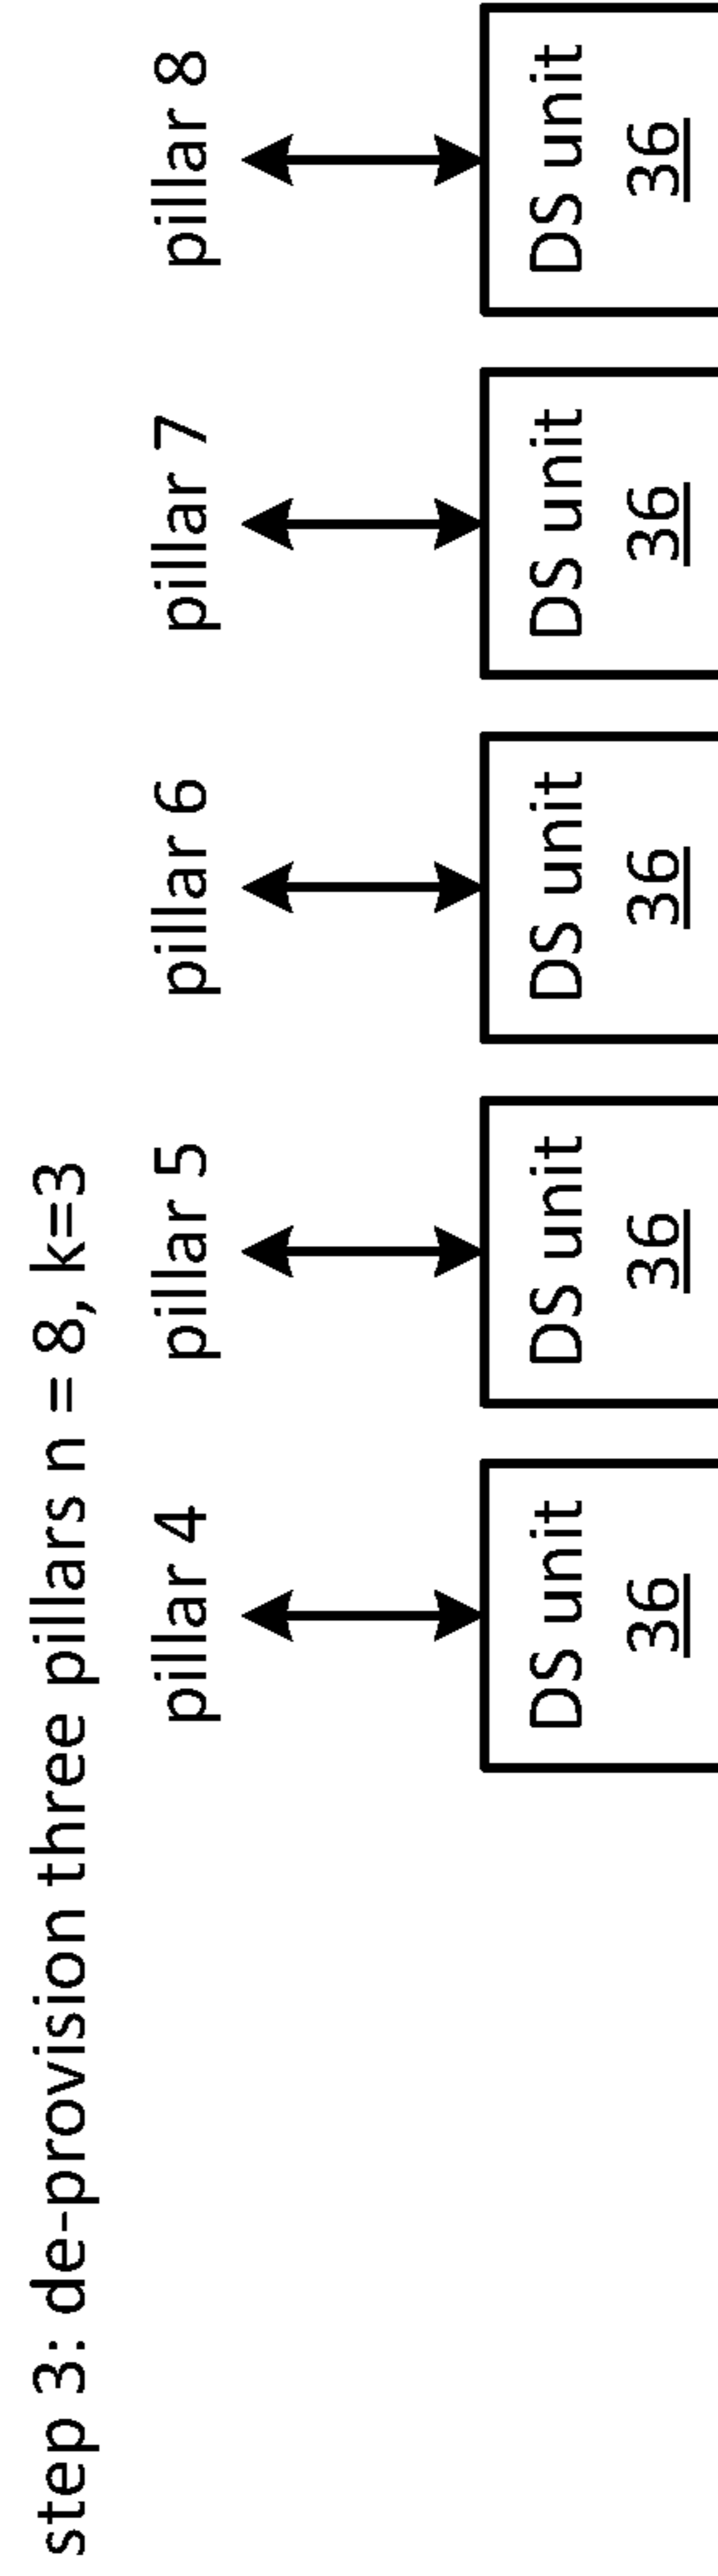 step 3: de-provision three pillars n = 8, k=3
pillar 4 pillar 5 pillar 6 pillar 7 pillar 8
DS unit DS unit DS unit DS unit DS unit
36 36 36 36 36